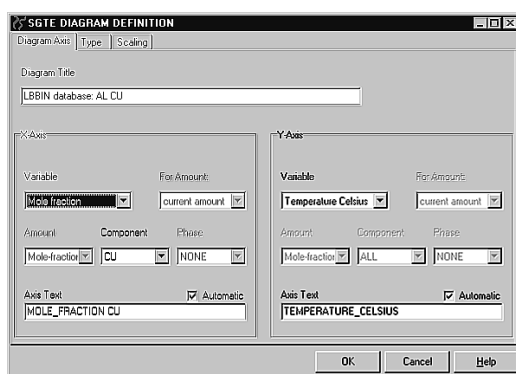 SGTE DIAGRAM DEFINITION
Diagram Axis Type Scaling
Diagram Title
LBBIN database: AL CU
X-Axis
Variable For Amount:
Mole fraction current amount
Amount Component Phase
Mole-fraction CU NONE
Axis Text Automatic
MOLE_FRACTION CU
Y-Axis
Variable For Amount:
Temperature Celsius current amount
Amount Component Phase
Mole-fraction ALL NONE
Axis Text Automatic
TEMPERATURE_CELSIUS
OK Cancel Help